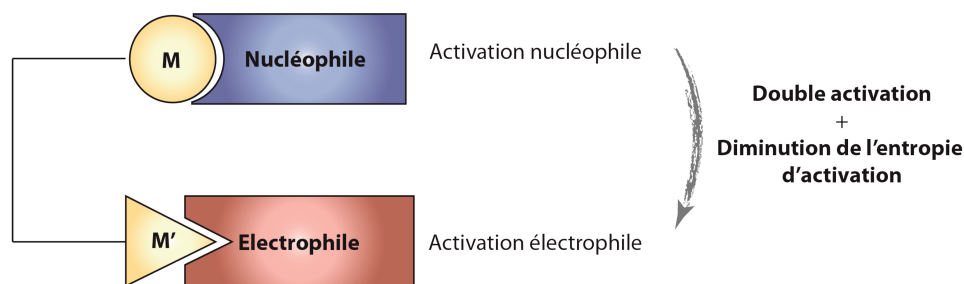 M
Nucléophile
Activation nucléophile
Double activation
+
Diminution de l’entropie
d’activation
M’
Electrophile
Activation électrophile